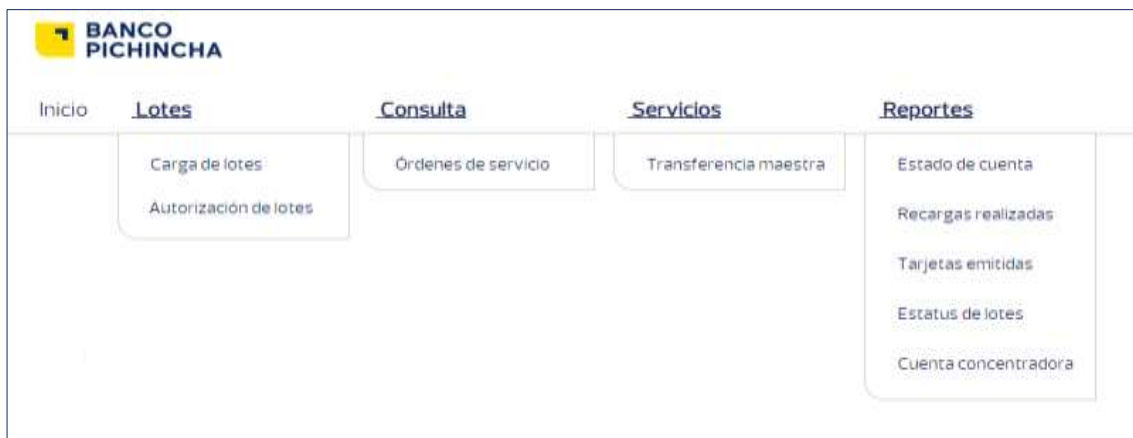 BANCO
PICHINCHA
Inicio Lotes Consulta Servicios Reportes
Carga de lotes
Autorización de lotes
Órdenes de servicio
Transferencia maestra
Estado de cuenta
Recargas realizadas
Tarjetas emitidas
Estatus de lotes
Cuenta concentradora